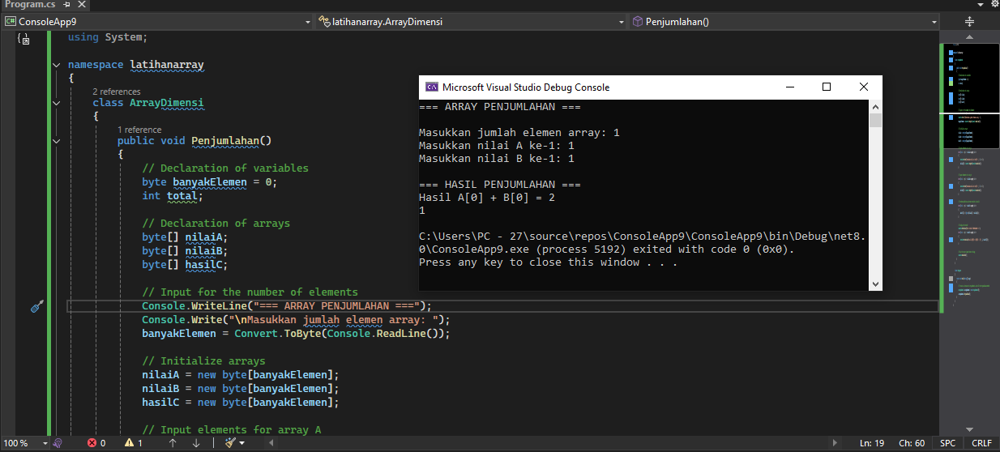 Program.cs
ConsoleApp9
latihanarray.ArrayDimensi
Penjumlahan()
using System;
namespace latihanarray
{
2 references
class ArrayDimensi
{
1 reference
public void Penjumlahan()
{
// Declaration of variables
byte banyakElemen = 0;
int total;
// Declaration of arrays
byte[] nilaiA;
byte[] nilaiB;
byte[] hasilC;
// Input for the number of elements
Console.WriteLine("=== ARRAY PENJUMLAHAN ===");
Console.Write("\nMasukkan jumlah elemen array: ");
banyakElemen = Convert.ToByte(Console.ReadLine());
// Initialize arrays
nilaiA = new byte[banyakElemen];
nilaiB = new byte[banyakElemen];
hasilC = new byte[banyakElemen];
// Input elements for array A
Microsoft Visual Studio Debug Console
=== ARRAY PENJUMLAHAN ===
Masukkan jumlah elemen array: 1
Masukkan nilai A ke-1: 1
Masukkan nilai B ke-1: 1
=== HASIL PENJUMLAHAN ===
Hasil A[0] + B[0] = 2
1
C:\Users\PC - 27\source\repos\ConsoleApp9\ConsoleApp9\bin\Debug\net8.
0\ConsoleApp9.exe (process 5192) exited with code 0 (0x0).
Press any key to close this window . . .
100 %
0
1
Ln: 19
Ch: 60
SPC
CRLF